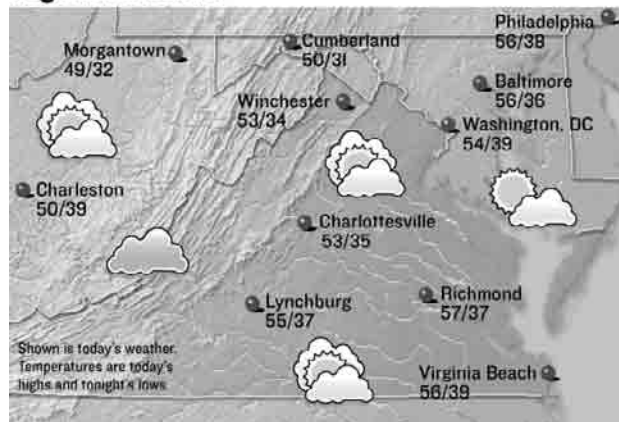 Philadelphia
56/38
Morgantown
49/32
Cumberland
50/31
Baltimore
56/36
Winchester
53/34
Washington, DC
54/39
Charleston
50/39
Charlottesville
53/35
Lynchburg
55/37
Richmond
57/37
Shown is today's weather.
Temperatures are today's
highs and tonight's lows.
Virginia Beach
56/39